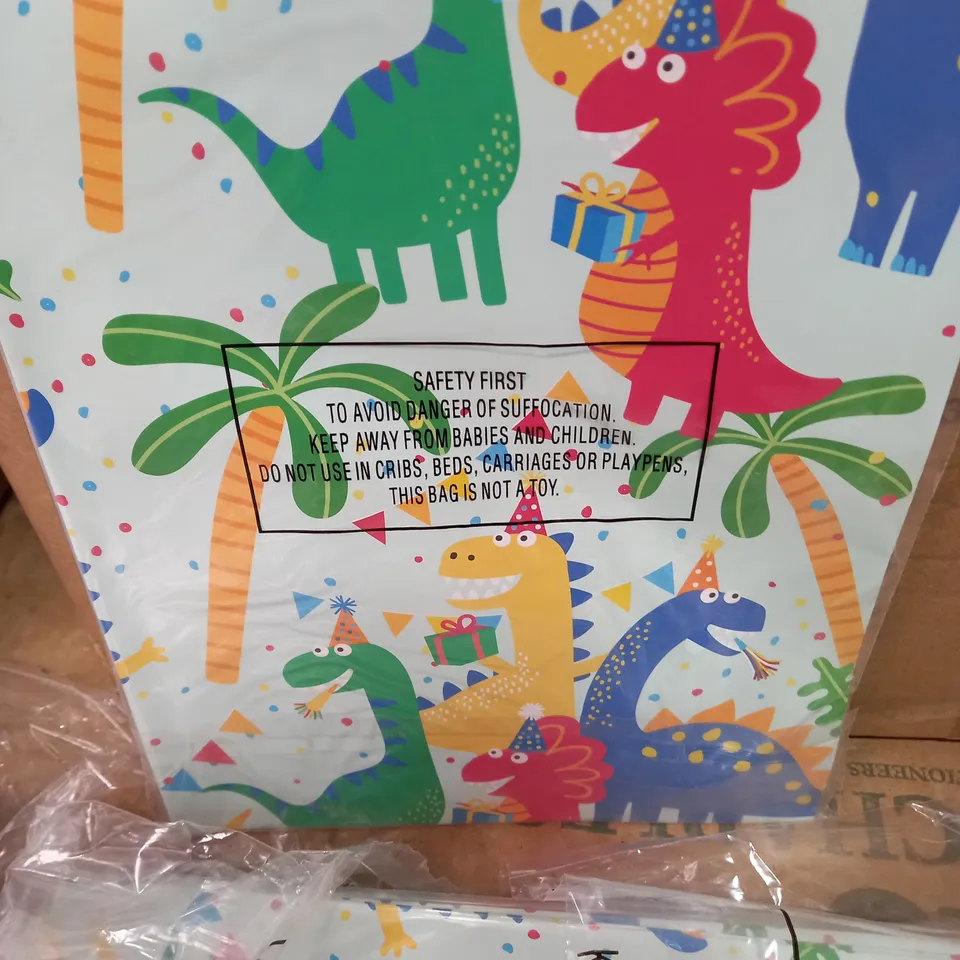 SAFETY FIRST
TO AVOID DANGER OF SUFFOCATION.
KEEP AWAY FROM BABIES AND CHILDREN.
DO NOT USE IN CRIBS, BEDS, CARRIAGES OR PLAYPENS,
THIS BAG IS NOT A TOY.